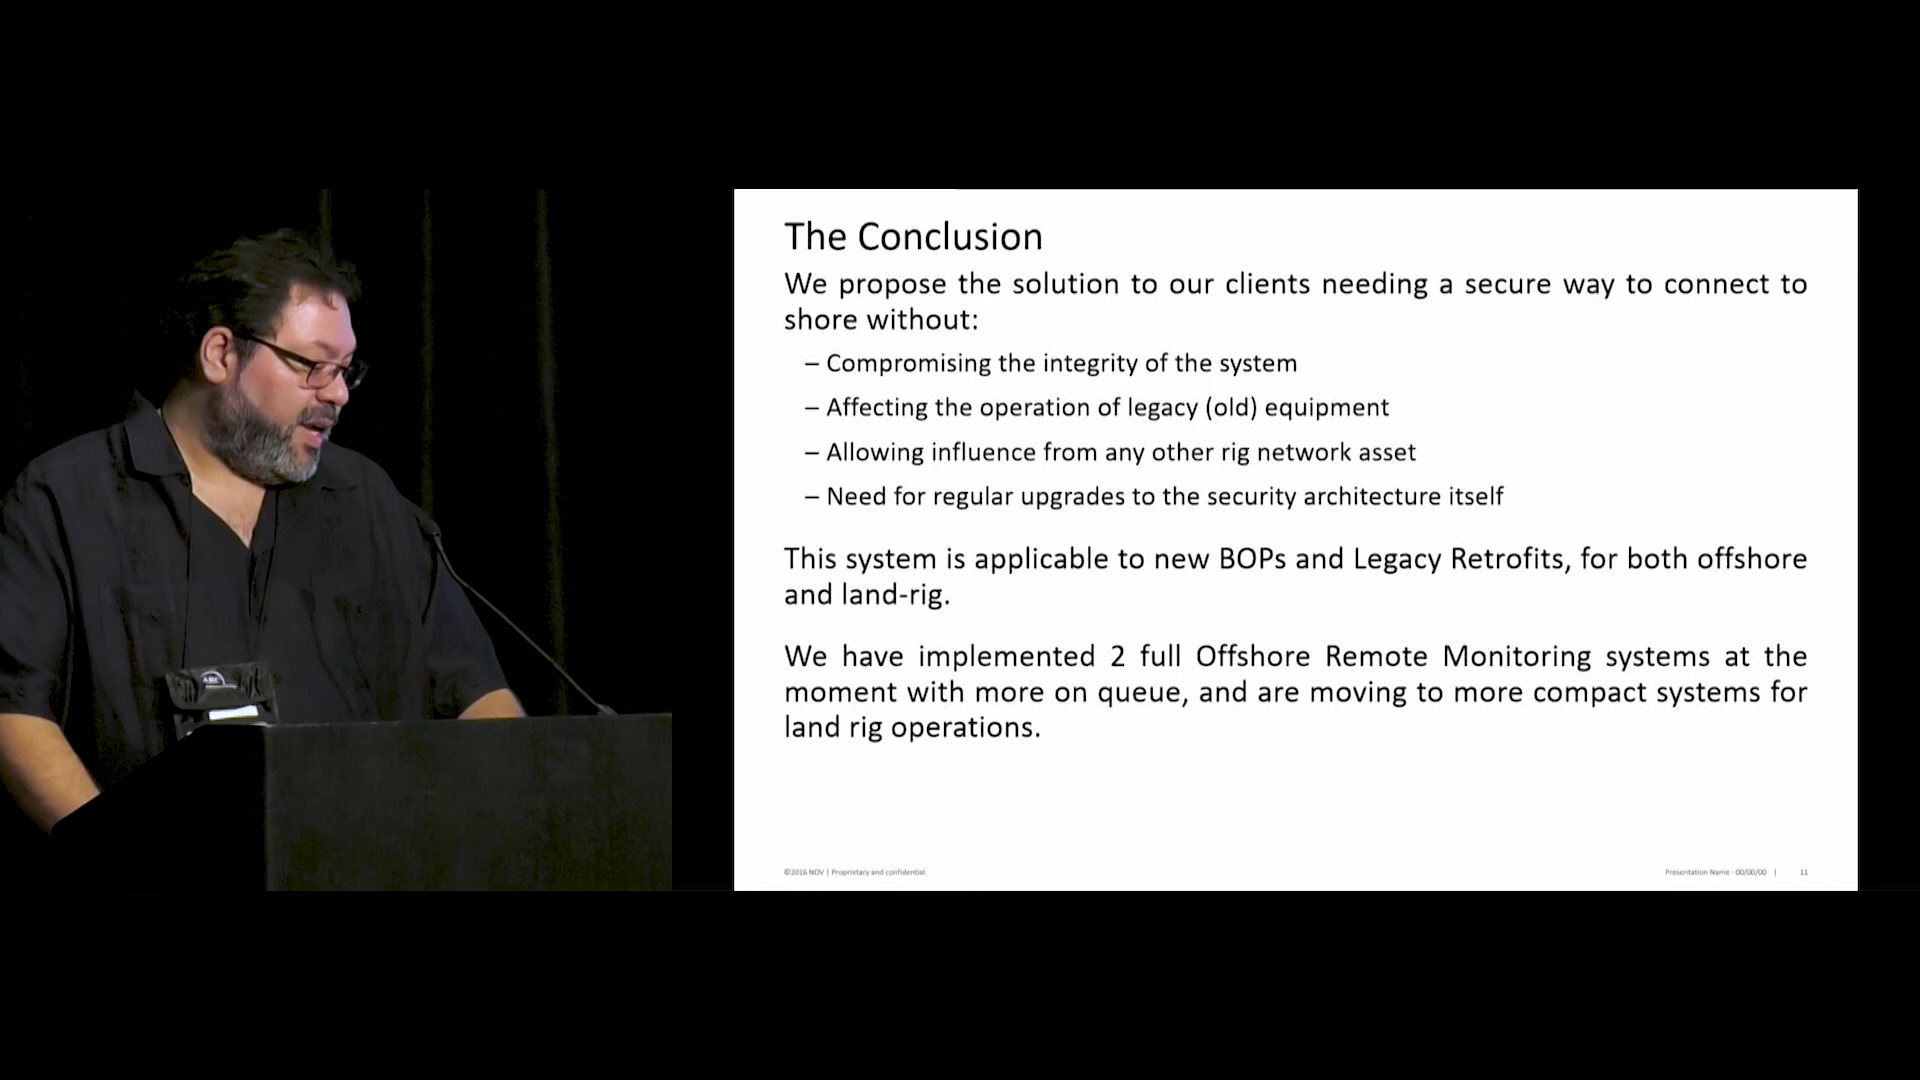 The Conclusion
We propose the solution to our clients needing a secure way to connect to
shore without:
– Compromising the integrity of the system
– Affecting the operation of legacy (old) equipment
– Allowing influence from any other rig network asset
– Need for regular upgrades to the security architecture itself
This system is applicable to new BOPs and Legacy Retrofits, for both offshore
and land-rig.
We have implemented 2 full Offshore Remote Monitoring systems at the
moment with more on queue, and are moving to more compact systems for
land rig operations.
©2016 NOV | Proprietary and confidential.
Presentation Name - 00/00/00 | 11